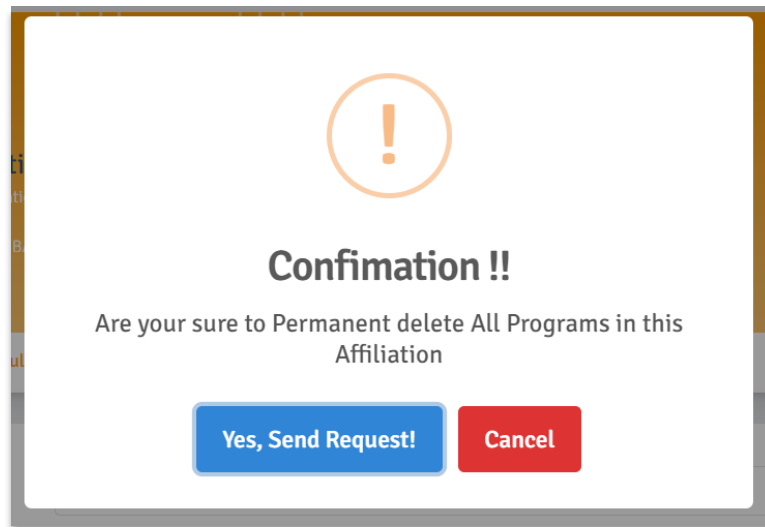 !
Confimation !!
Are your sure to Permanent delete All Programs in this
Affiliation
Yes, Send Request!
Cancel